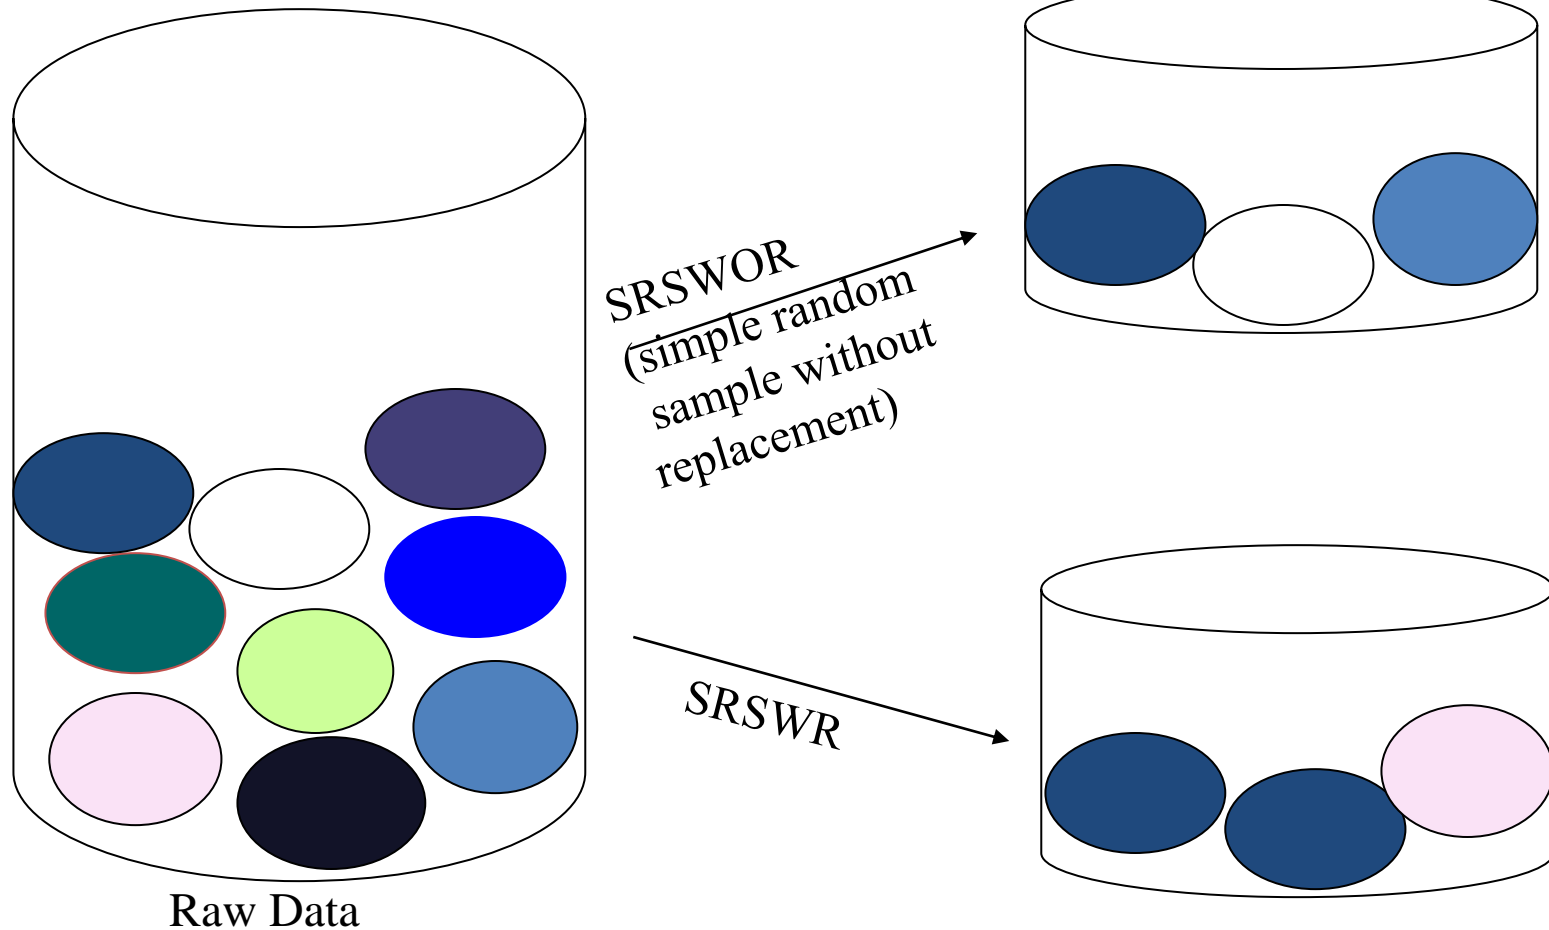 SRSWOR
(simple random
sample without
replacement)
SRSWR
Raw Data